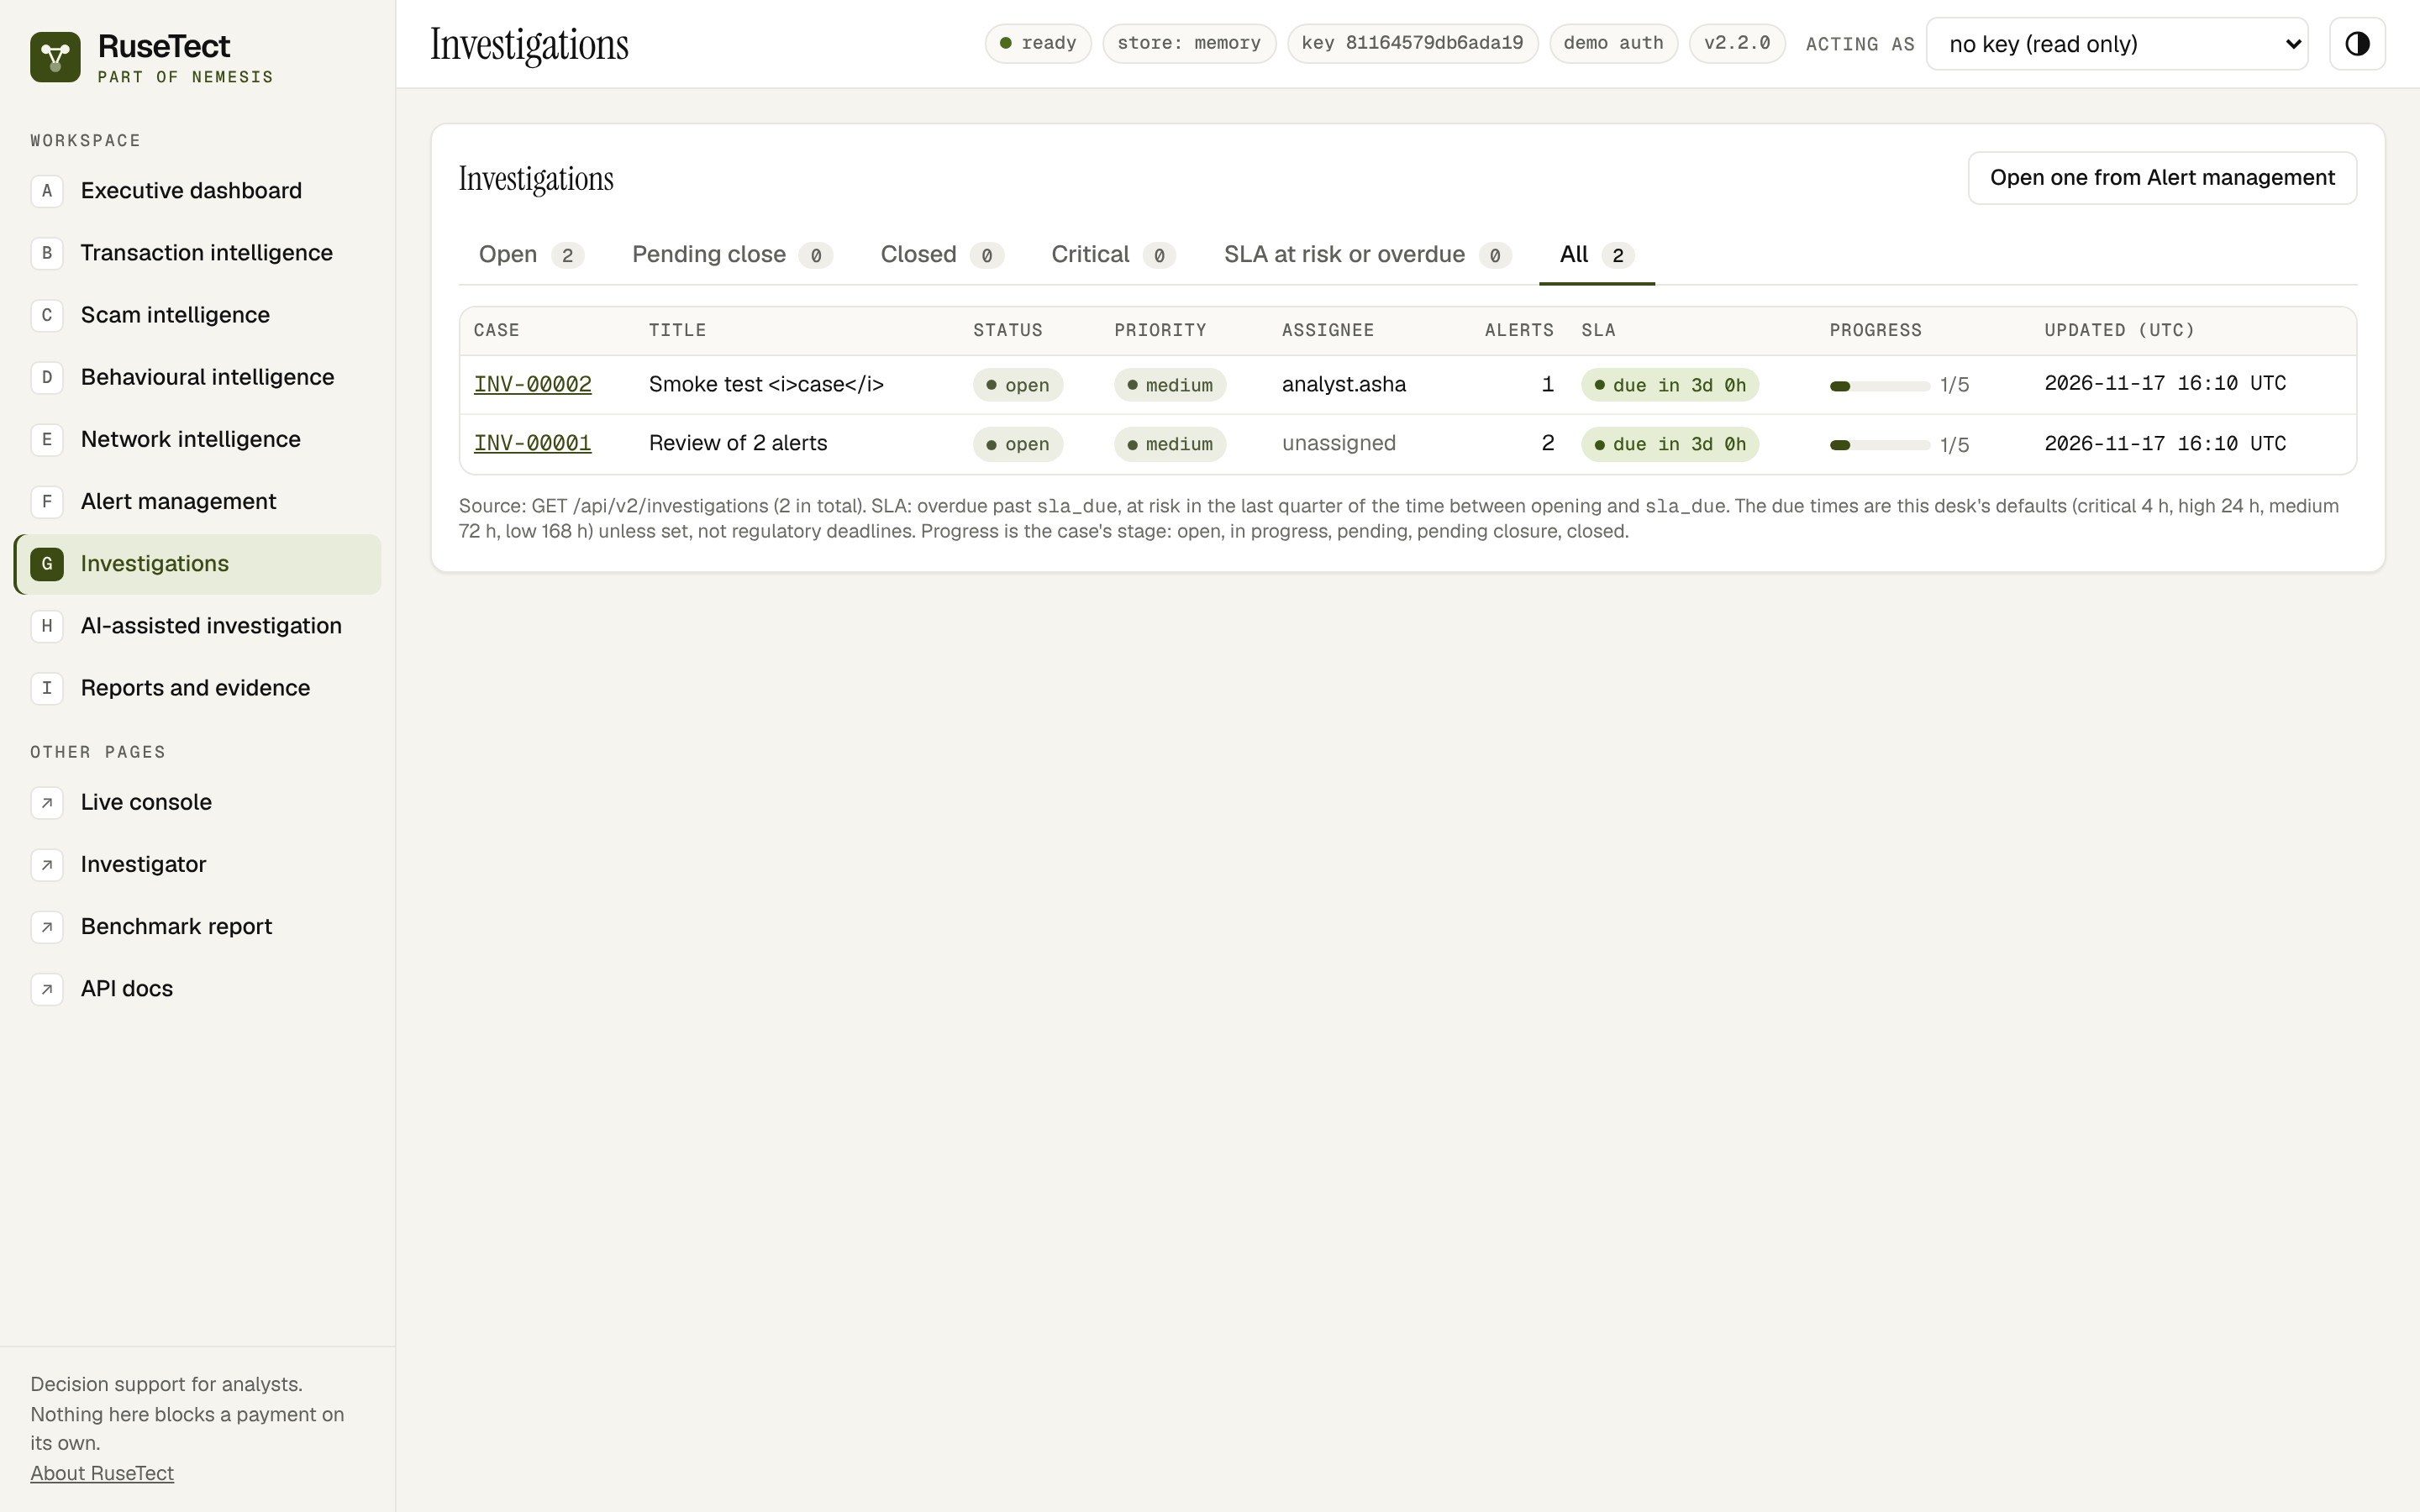 RuseTect
PART OF NEMESIS
WORKSPACE
A Executive dashboard
B Transaction intelligence
C Scam intelligence
D Behavioural intelligence
E Network intelligence
F Alert management
G Investigations
H AI-assisted investigation
I Reports and evidence
OTHER PAGES
Live console
Investigator
Benchmark report
API docs
Decision support for analysts.
Nothing here blocks a payment on
its own.
About RuseTect
Investigations
ready store: memory key 81164579db6ada19 demo auth v2.2.0 ACTING AS no key (read only)
Investigations
Open one from Alert management
Open 2 Pending close 0 Closed 0 Critical 0 SLA at risk or overdue 0 All 2
CASE TITLE STATUS PRIORITY ASSIGNEE ALERTS SLA PROGRESS UPDATED (UTC)
INV-00002 Smoke test <i>case</i> open medium analyst.asha 1 due in 3d 0h 1/5 2026-11-17 16:10 UTC
INV-00001 Review of 2 alerts open medium unassigned 2 due in 3d 0h 1/5 2026-11-17 16:10 UTC
Source: GET /api/v2/investigations (2 in total). SLA: overdue past sla_due, at risk in the last quarter of the time between opening and sla_due. The due times are this desk's defaults (critical 4 h, high 24 h, medium
72 h, low 168 h) unless set, not regulatory deadlines. Progress is the case's stage: open, in progress, pending, pending closure, closed.